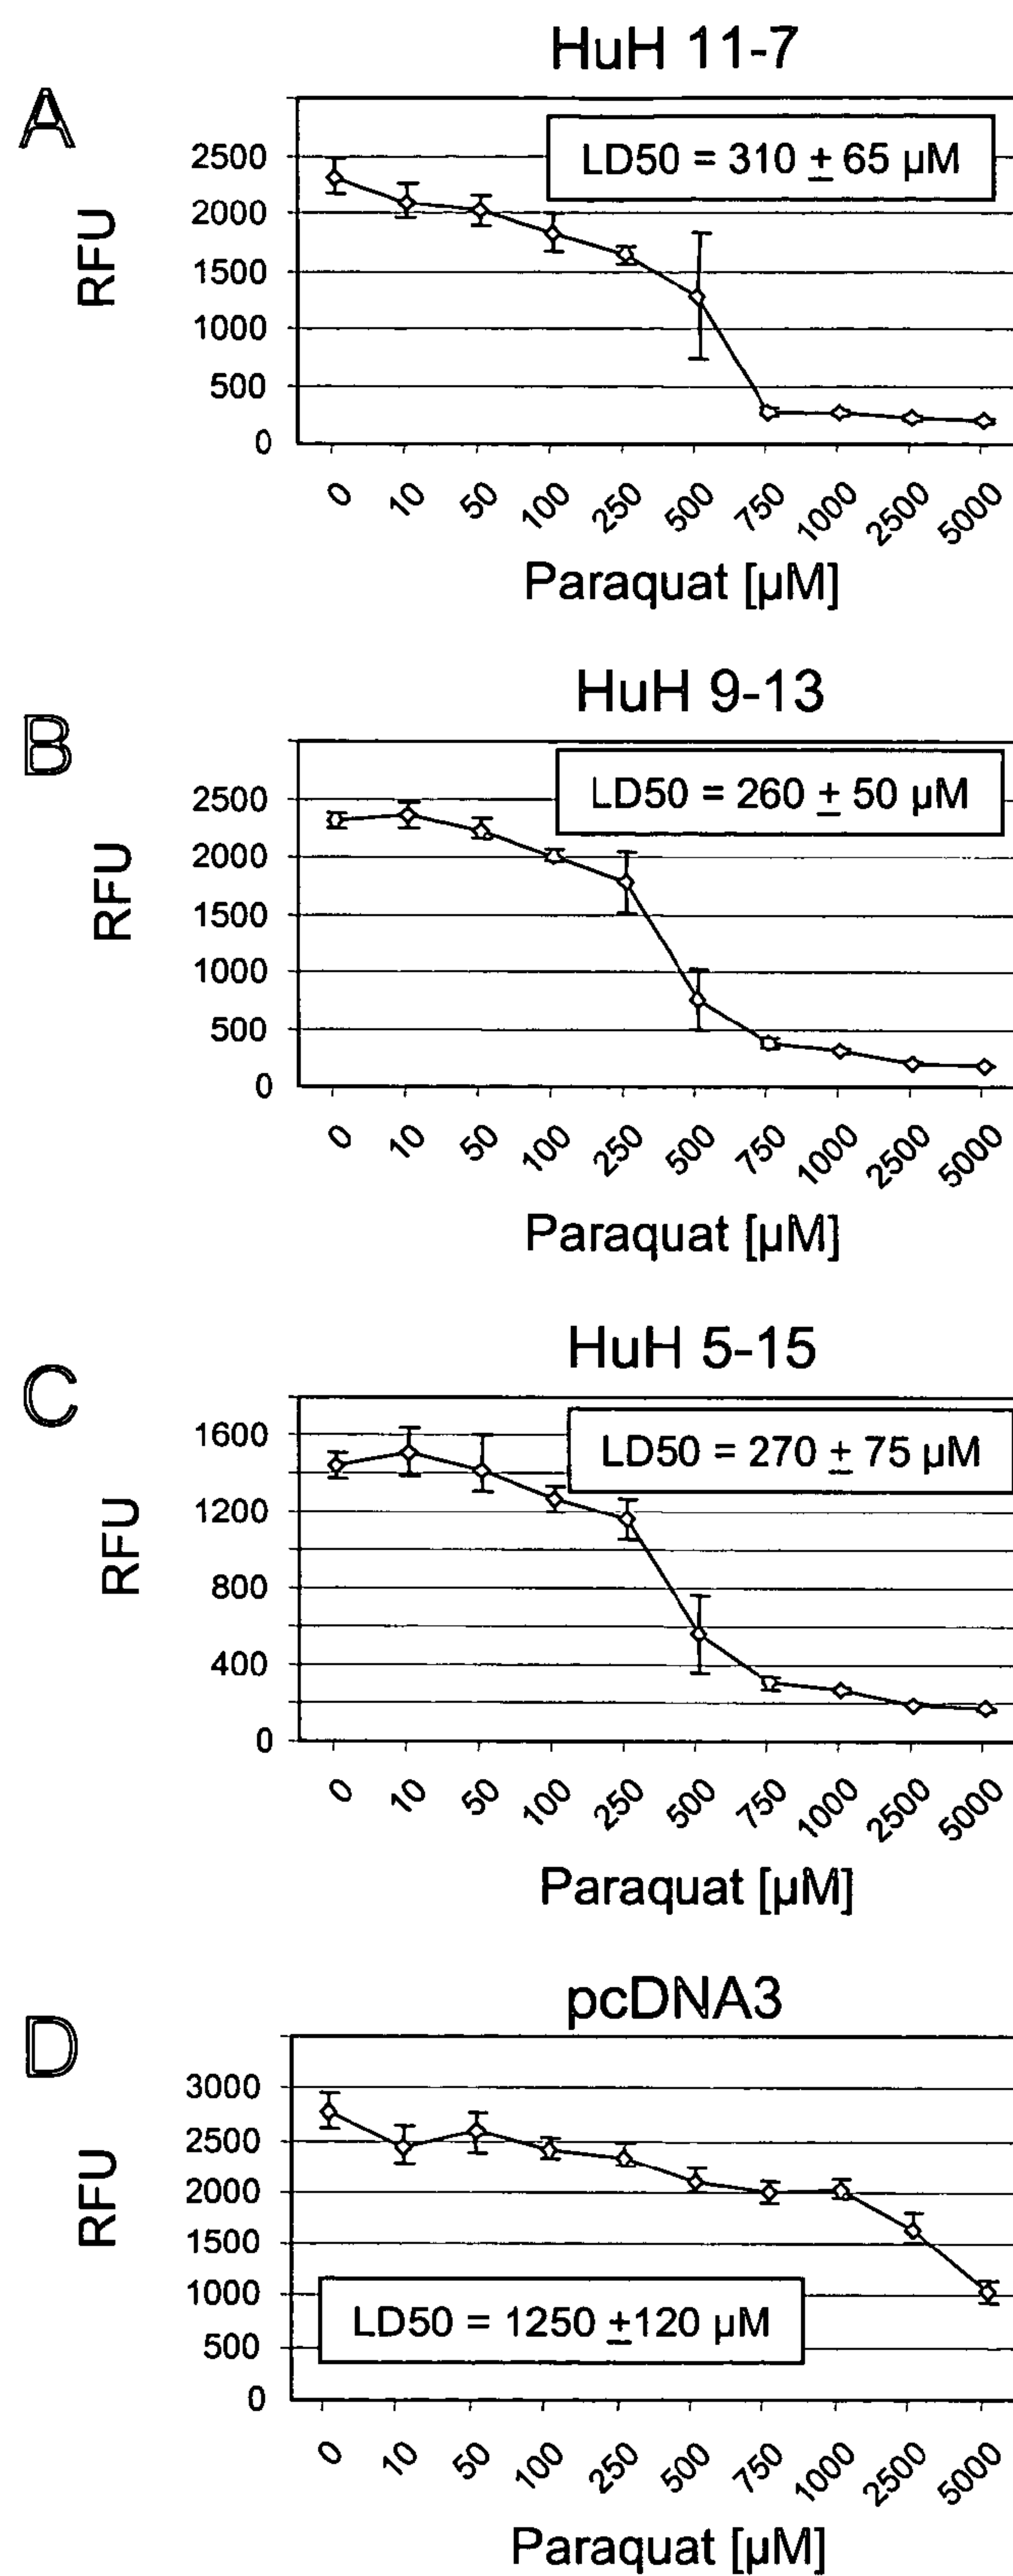 HuH 11-7
A
LD50 = 310 ± 65 µM
RFU
2500
2000
1500
1000
500
0
0 10 50 100 250 500 750 1000 2500 5000
Paraquat [µM]
HuH 9-13
B
LD50 = 260 ± 50 µM
RFU
2500
2000
1500
1000
500
0
0 10 50 100 250 500 750 1000 2500 5000
Paraquat [µM]
HuH 5-15
C
LD50 = 270 ± 75 µM
RFU
1600
1200
800
400
0
0 10 50 100 250 500 750 1000 2500 5000
Paraquat [µM]
pcDNA3
D
RFU
3000
2500
2000
1500
1000
500
0
LD50 = 1250 ±120 µM
0 10 50 100 250 500 750 1000 2500 5000
Paraquat [µM]